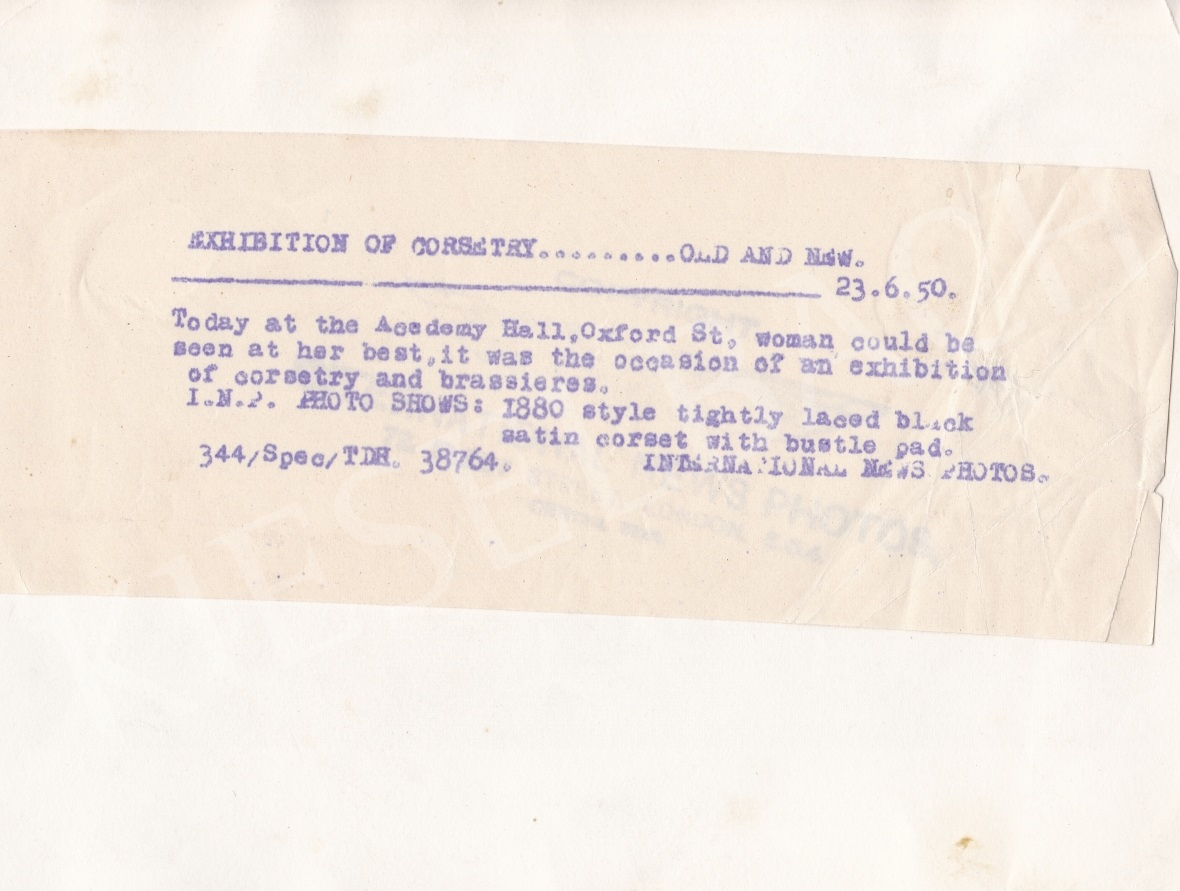 EXHIBITION OF CORSETRY.........OLD AND NEW.
23.6.50.
Today at the Acedemy Hall,Oxford St, woman could be
seen at her best,it was the occasion of an exhibition
of corsetry and brassieres.
I.N.P. PHOTO SHOWS: 1880 style tightly laced black
satin corset with bustle pad.
344/Spec/TDH. 38764. INTERNATIONAL NEWS PHOTOS.